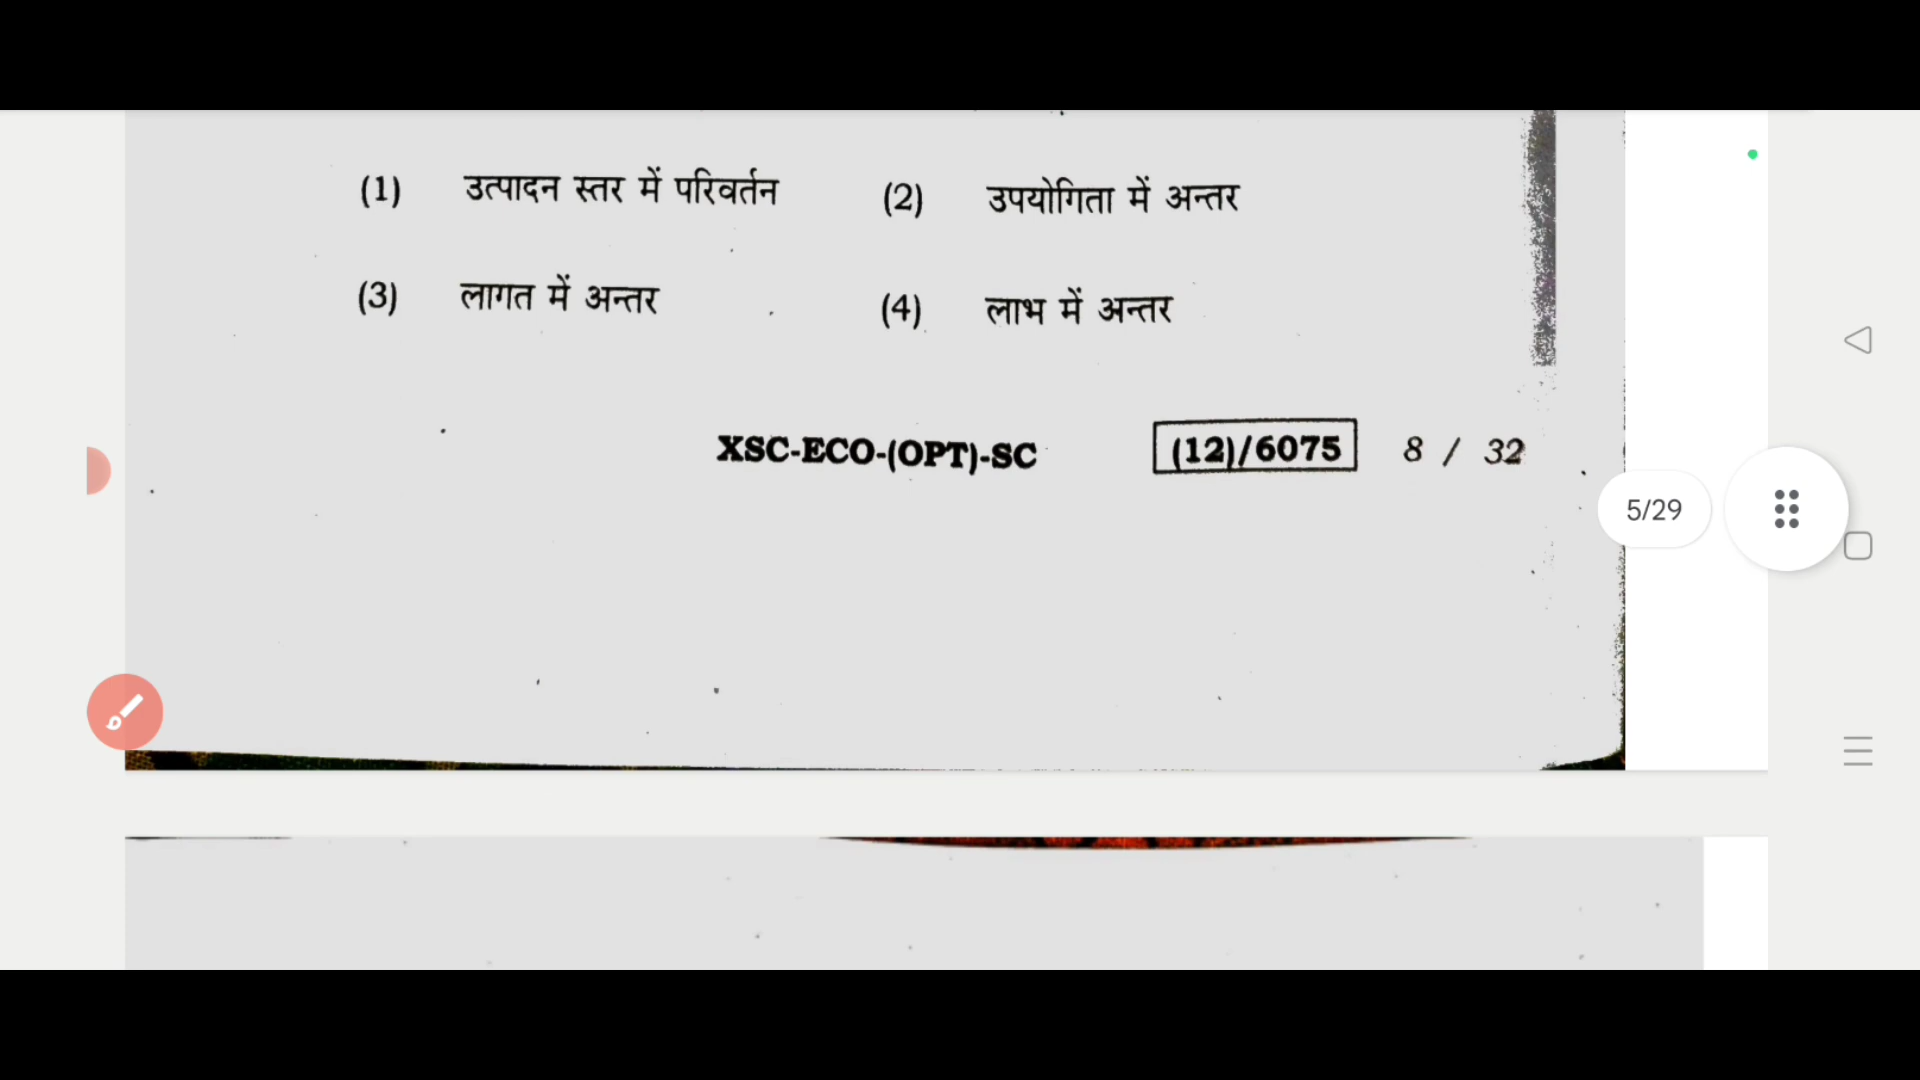 (1) उत्पादन स्तर में परिवर्तन (2) उपयोगिता में अन्तर
(3) लागत में अन्तर (4) लाभ में अन्तर
XSC-ECO-(OPT)-SC (12)/6075 8 / 32
5/29